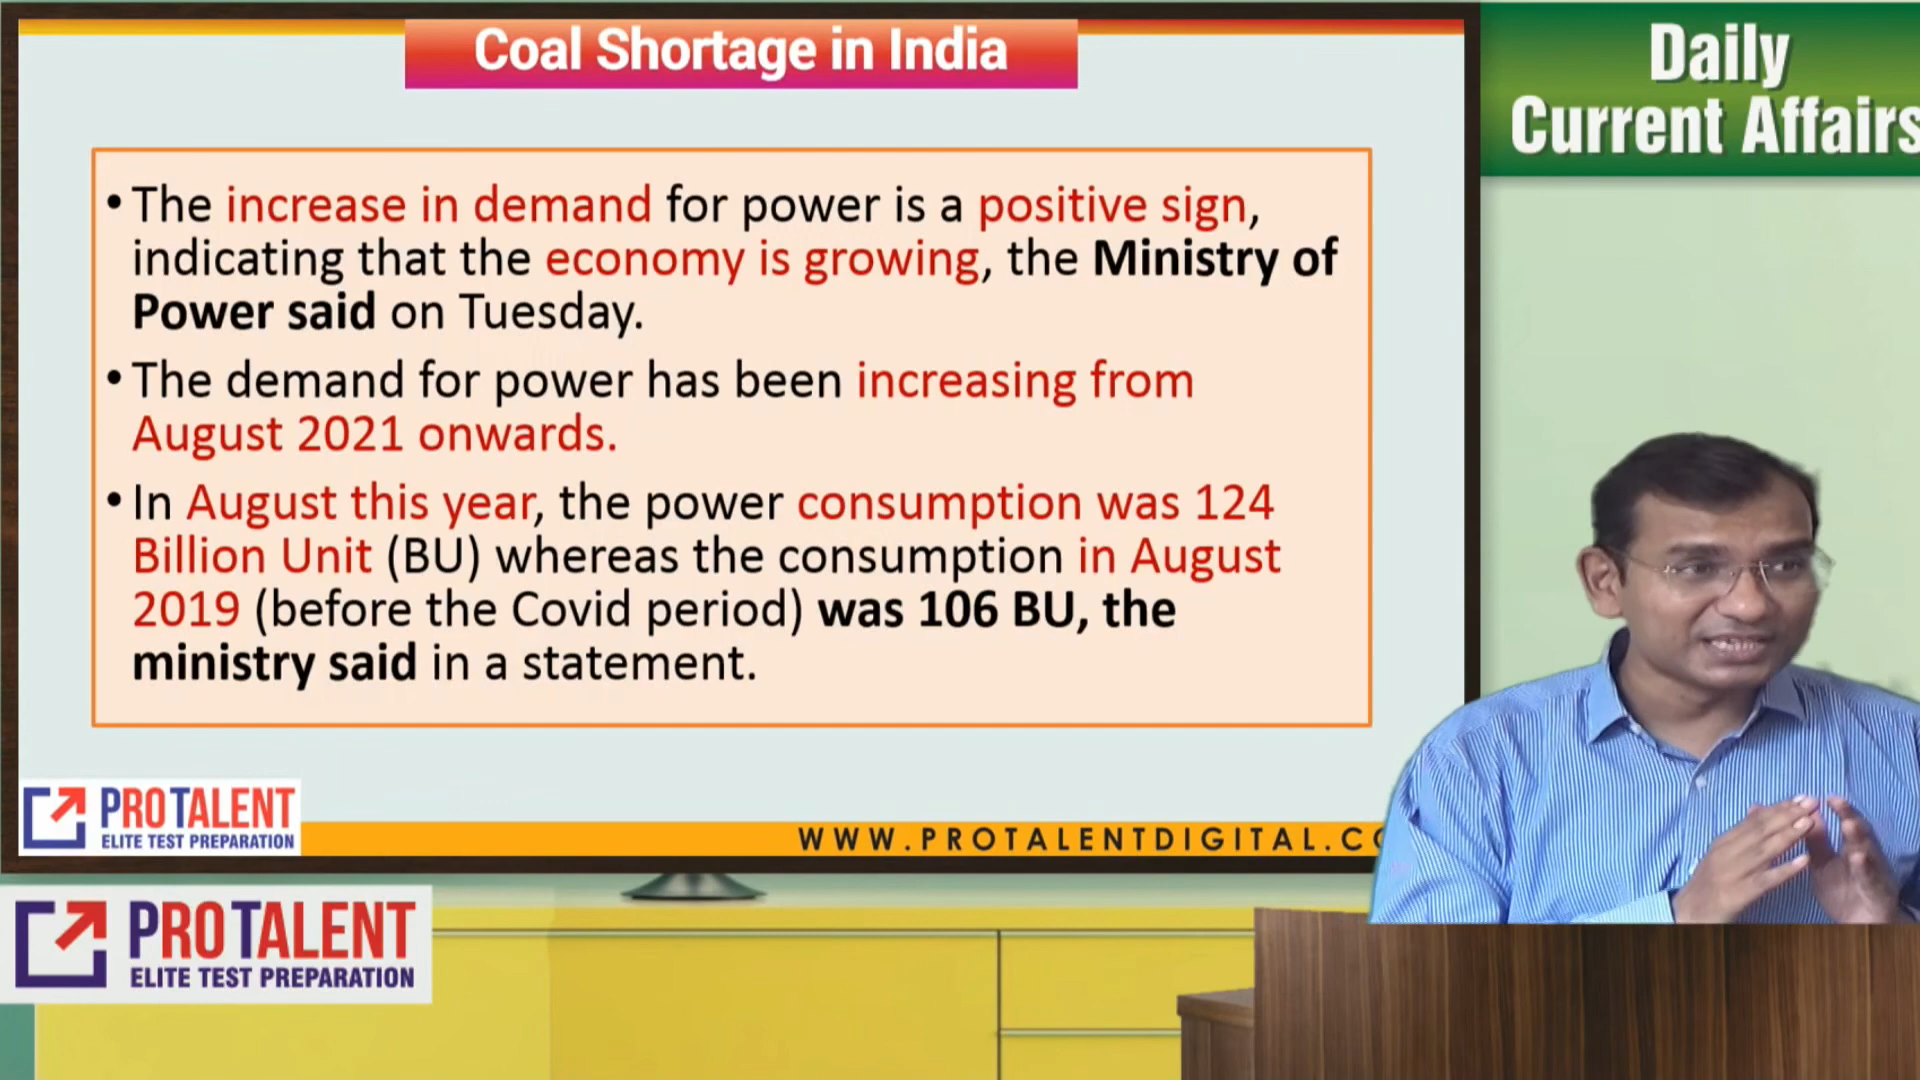 Coal Shortage in India
Daily
Current Affairs
• The increase in demand for power is a positive sign,
indicating that the economy is growing, the Ministry of
Power said on Tuesday.
• The demand for power has been increasing from
August 2021 onwards.
• In August this year, the power consumption was 124
Billion Unit (BU) whereas the consumption in August
2019 (before the Covid period) was 106 BU, the
ministry said in a statement.
PROTALENT
ELITE TEST PREPARATION
WWW.PROTALENTDIGITAL.CO
PROTALENT
ELITE TEST PREPARATION